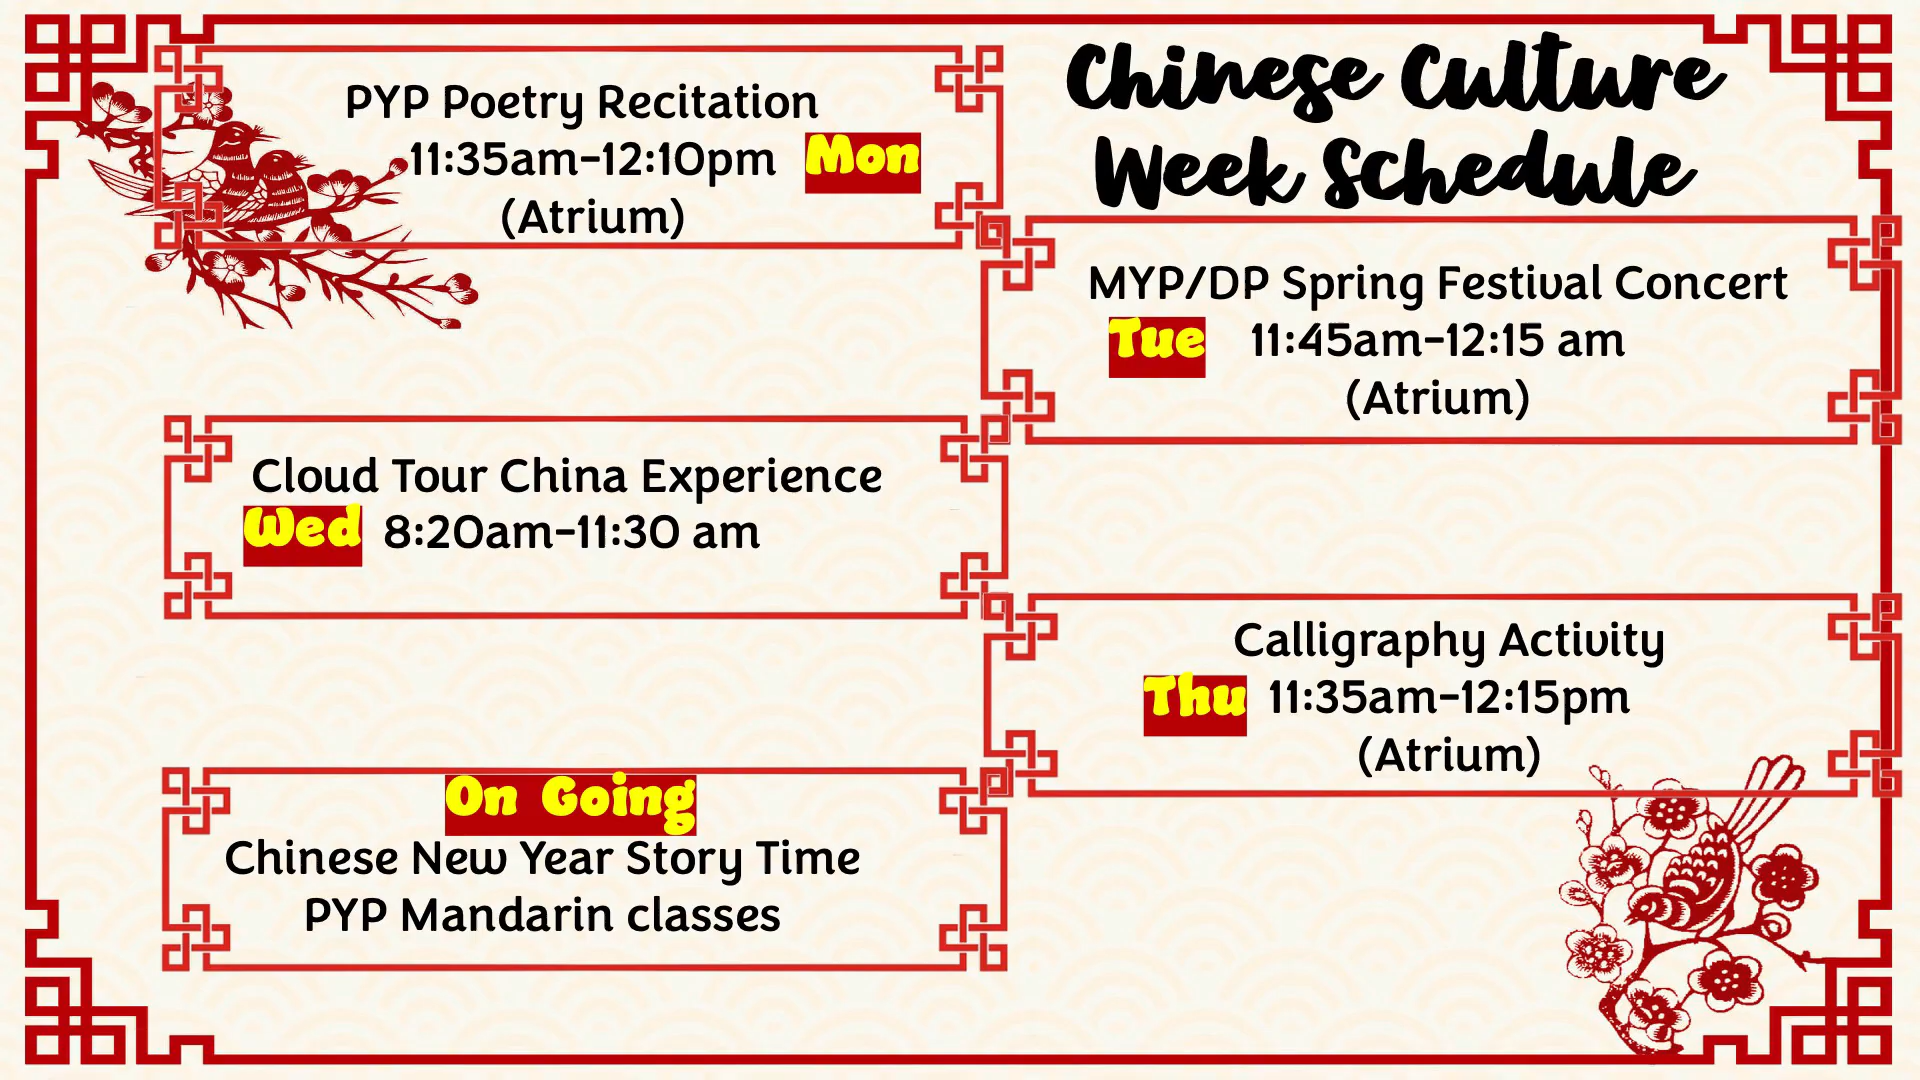 Chinese Culture
Week Schedule
PYP Poetry Recitation
11:35am-12:10pm Mon
(Atrium)
MYP/DP Spring Festival Concert
Tue 11:45am-12:15 am
(Atrium)
Cloud Tour China Experience
Wed 8:20am-11:30 am
Calligraphy Activity
Thu 11:35am-12:15pm
(Atrium)
On Going
Chinese New Year Story Time
PYP Mandarin classes